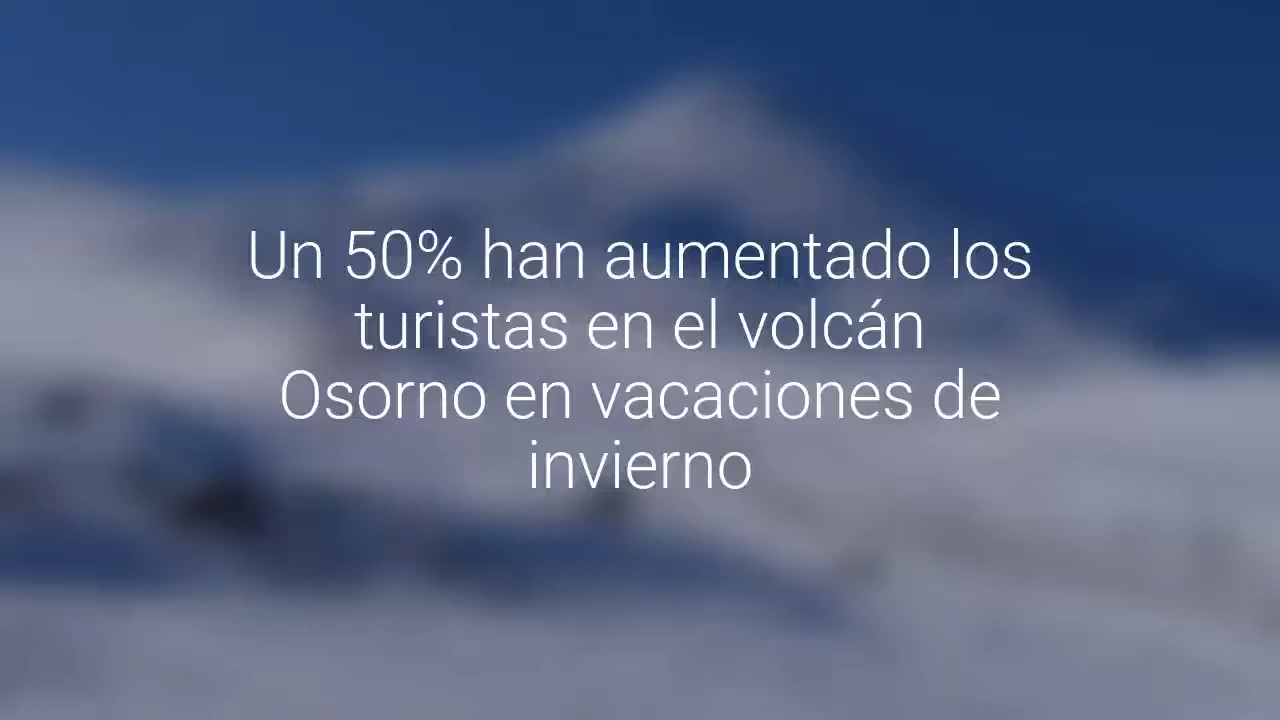 Un 50% han aumentado los
turistas en el volcán
Osorno en vacaciones de
invierno